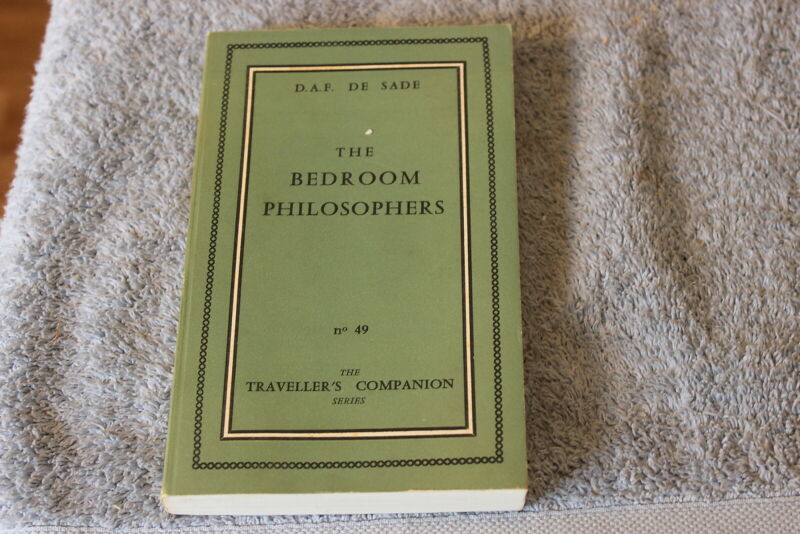 D.A.F. DE SADE
THE
BEDROOM
PHILOSOPHERS
nº 49
THE
TRAVELLER'S COMPANION
SERIES